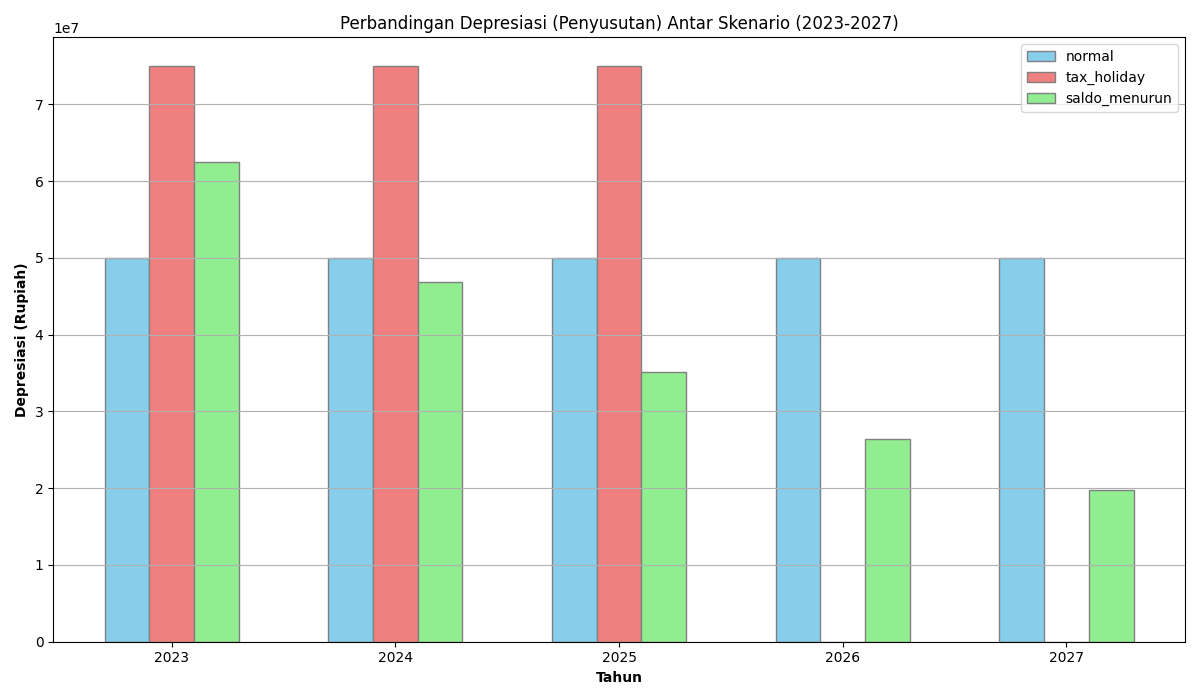 Perbandingan Depresiasi (Penyusutan) Antar Skenario (2023-2027)
1e7
normal
tax_holiday
saldo_menurun
7
6
5
4
3
2
1
0
Depresiasi (Rupiah)
2023 2024 2025 2026 2027
Tahun